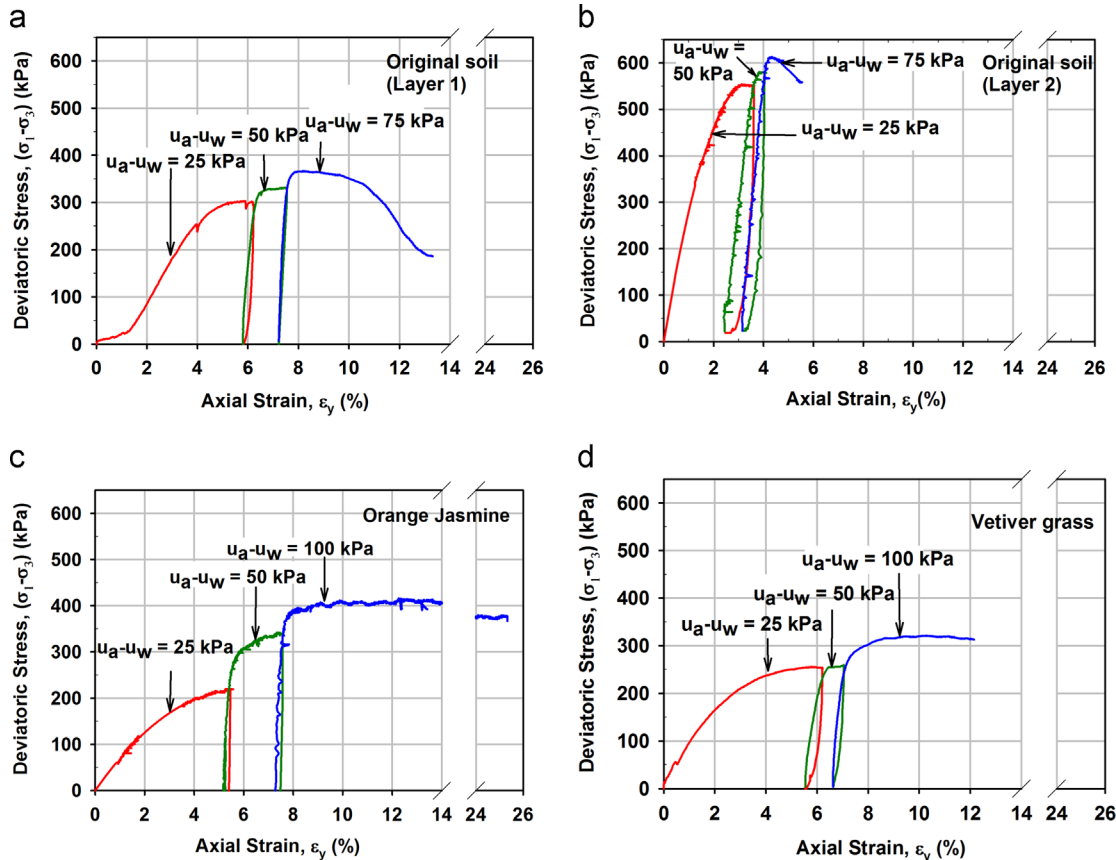 a
Deviatoric Stress, (σ1-σ3) (kPa)
600
500
400
300
200
100
0
Original soil
(Layer 1)
ua-uw = 75 kPa
ua-uw = 50 kPa
ua-uw = 25 kPa
0 2 4 6 8 10 12 14 24 26
Axial Strain, εy (%)
b
Deviatoric Stress, (σ1-σ3) (kPa)
600
500
400
300
200
100
0
ua-uw =
50 kPa
ua-uw = 75 kPa
Original soil
(Layer 2)
ua-uw = 25 kPa
0 2 4 6 8 10 12 14 24 26
Axial Strain, εy(%)
c
Deviatoric Stress, (σ1-σ3) (kPa)
600
500
400
300
200
100
0
Orange Jasmine
ua-uw = 100 kPa
ua-uw = 50 kPa
ua-uw = 25 kPa
0 2 4 6 8 10 12 14 24 26
Axial Strain, εy (%)
d
Deviatoric Stress, (σ1-σ3) (kPa)
600
500
400
300
200
100
0
Vetiver grass
ua-uw = 100 kPa
ua-uw = 50 kPa
ua-uw = 25 kPa
0 2 4 6 8 10 12 14 24 26
Axial Strain, εy (%)